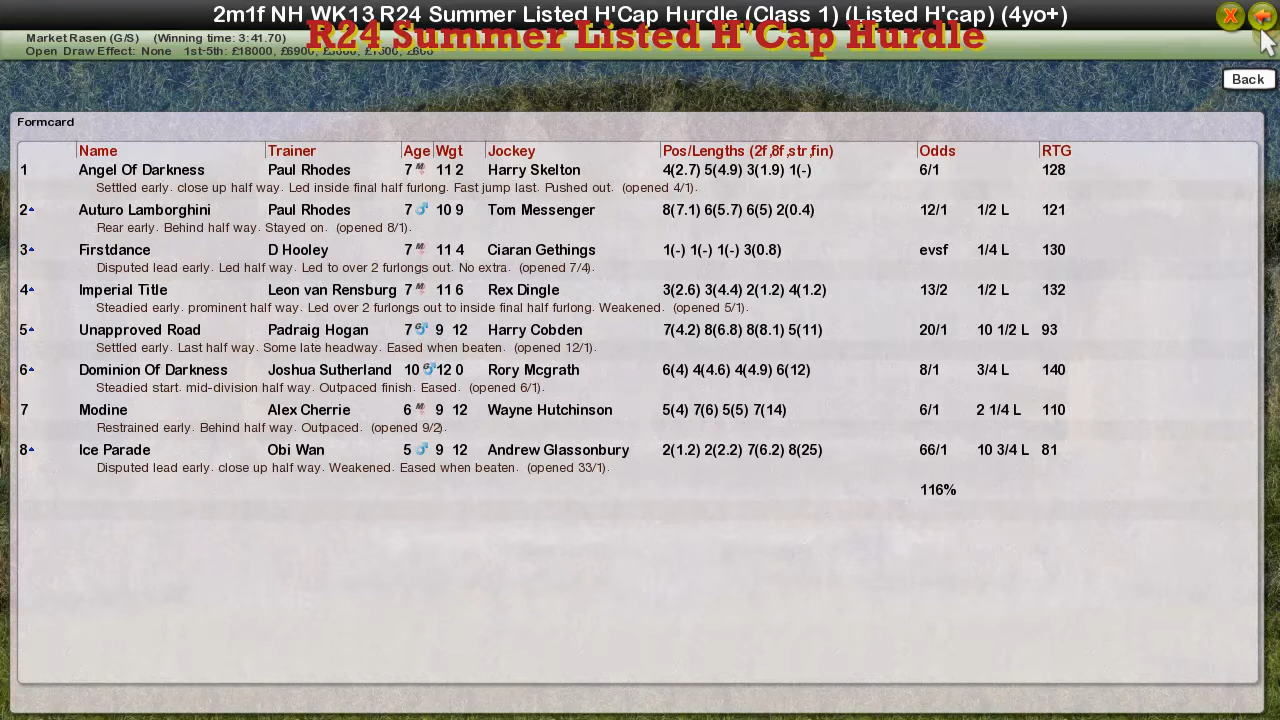 2m1f NH WK13 R24 Summer Listed H'Cap Hurdle (Class 1) (Listed H'cap) (4yo+)
R24 Summer Listed H'Cap Hurdle
Market Rasen (G/S) (Winning time: 3:41.70)
Open Draw Effect: None 1st-5th: £18000, £6900, £3600, £1600, £600
Back
Formcard
Name Trainer Age Wgt Jockey Pos/Lengths (2f,8f,str,fin) Odds RTG
1 Angel Of Darkness Paul Rhodes 7 11 2 Harry Skelton 4(2.7) 5(4.9) 3(1.9) 1(-) 6/1 128
Settled early. close up half way. Led inside final half furlong. Fast jump last. Pushed out. (opened 4/1).
2 Auturo Lamborghini Paul Rhodes 7 10 9 Tom Messenger 8(7.1) 6(5.7) 6(5) 2(0.4) 12/1 1/2 L 121
Rear early. Behind half way. Stayed on. (opened 8/1).
3 Firstdance D Hooley 7 11 4 Ciaran Gethings 1(-) 1(-) 1(-) 3(0.8) evsf 1/4 L 130
Disputed lead early. Led half way. Led to over 2 furlongs out. No extra. (opened 7/4).
4 Imperial Title Leon van Rensburg 7 11 6 Rex Dingle 3(2.6) 3(4.4) 2(1.2) 4(1.2) 13/2 1/2 L 132
Steadied early. prominent half way. Led over 2 furlongs out to inside final half furlong. Weakened. (opened 5/1).
5 Unapproved Road Padraig Hogan 7 9 12 Harry Cobden 7(4.2) 8(6.8) 8(8.1) 5(11) 20/1 10 1/2 L 93
Settled early. Last half way. Some late headway. Eased when beaten. (opened 12/1).
6 Dominion Of Darkness Joshua Sutherland 10 12 0 Rory Mcgrath 6(4) 4(4.6) 4(4.9) 6(12) 8/1 3/4 L 140
Steadied start. mid-division half way. Outpaced finish. Eased. (opened 6/1).
7 Modine Alex Cherrie 6 9 12 Wayne Hutchinson 5(4) 7(6) 5(5) 7(14) 6/1 2 1/4 L 110
Restrained early. Behind half way. Outpaced. (opened 9/2).
8 Ice Parade Obi Wan 5 9 12 Andrew Glassonbury 2(1.2) 2(2.2) 7(6.2) 8(25) 66/1 10 3/4 L 81
Disputed lead early. close up half way. Weakened. Eased when beaten. (opened 33/1).
116%